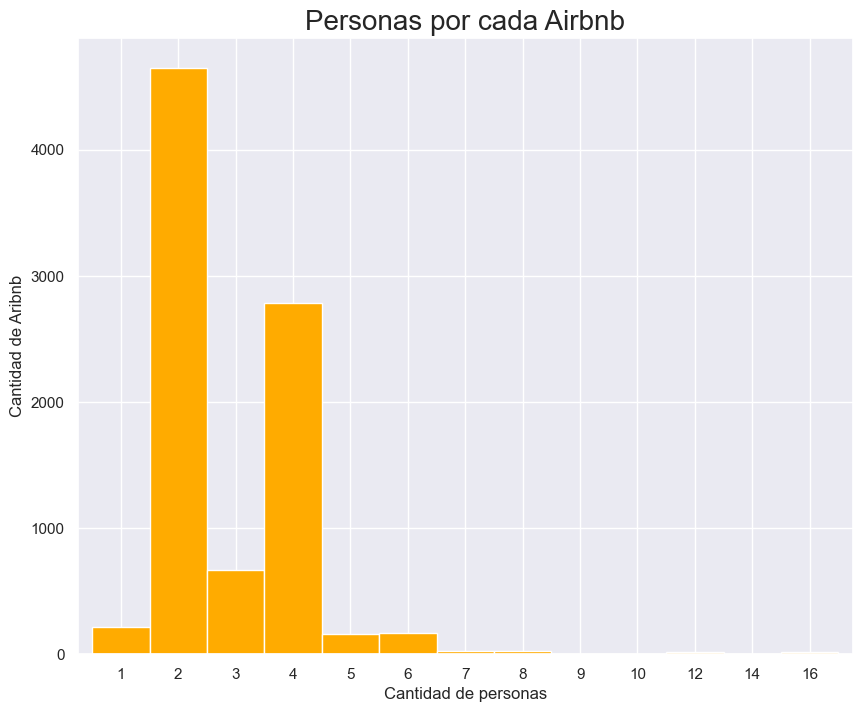 Personas por cada Airbnb
Cantidad de Aribnb
4000
3000
2000
1000
0
1 2 3 4 5 6 7 8 9 10 12 14 16
Cantidad de personas